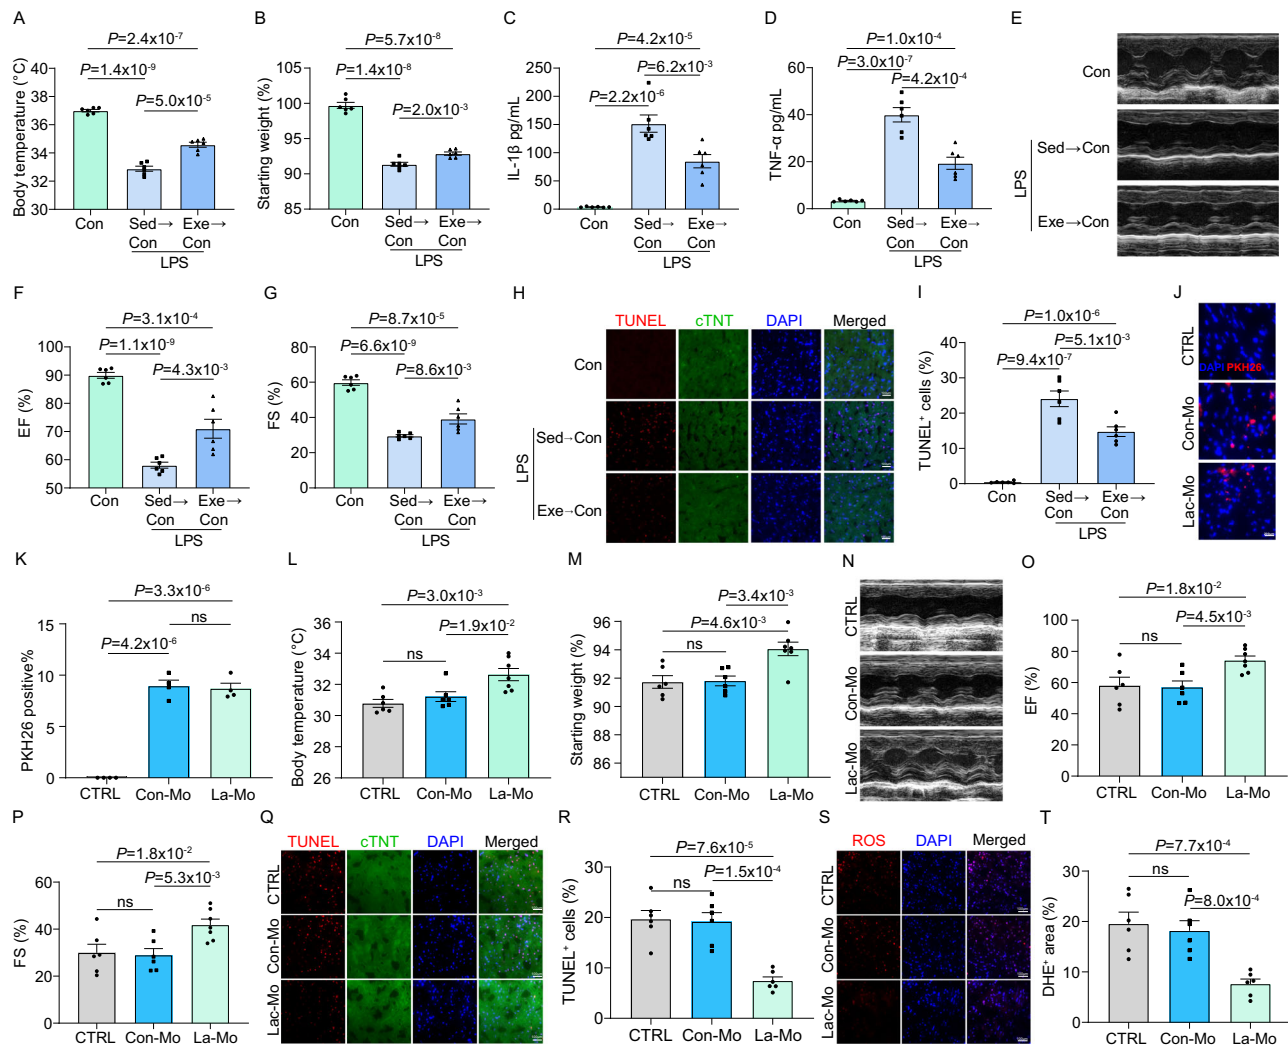 A
P=2.4x10-7
P=1.4x10-9
P=5.0x10-5
Body temperature (°C)
40
38
36
34
32
30
Con
Sed→
Con
Exe→
Con
LPS
B
P=5.7x10-8
P=1.4x10-8
P=2.0x10-3
Starting weight (%)
105
100
95
90
85
Con
Sed→
Con
Exe→
Con
LPS
C
P=4.2x10-5
P=6.2x10-3
P=2.2x10-6
IL-1β pg/mL
250
200
150
100
50
0
Con
Sed→
Con
Exe→
Con
LPS
D
P=1.0x10-4
P=3.0x10-7
P=4.2x10-4
TNF-α pg/mL
60
40
20
0
Con
Sed→
Con
Exe→
Con
LPS
E
Con
Sed→Con
LPS
Exe→Con
F
P=3.1x10-4
P=1.1x10-9
P=4.3x10-3
EF (%)
100
90
80
70
60
50
Con
Sed→
Con
Exe→
Con
LPS
G
P=8.7x10-5
P=6.6x10-9
P=8.6x10-3
FS (%)
80
60
40
20
0
Con
Sed→
Con
Exe→
Con
LPS
H
TUNEL cTNT DAPI Merged
Con
Sed→Con
LPS
Exe→Con
I
P=1.0x10-6
P=5.1x10-3
P=9.4x10-7
TUNEL+ cells (%)
40
30
20
10
0
Con
Sed→
Con
Exe→
Con
LPS
J
CTRL
DAPI PKH26
Con-Mo
Lac-Mo
K
P=3.3x10-6
ns
P=4.2x10-6
PKH26 positive%
15
10
5
0
CTRL Con-Mo La-Mo
L
P=3.0x10-3
P=1.9x10-2
ns
Body temperature (°C)
36
34
32
30
28
26
CTRL Con-Mo La-Mo
M
P=3.4x10-3
P=4.6x10-3
ns
Starting weight (%)
96
94
92
90
88
86
CTRL Con-Mo La-Mo
N
CTRL
Con-Mo
Lac-Mo
O
P=1.8x10-2
P=4.5x10-3
ns
EF (%)
100
80
60
40
20
0
CTRL Con-Mo La-Mo
P
P=1.8x10-2
P=5.3x10-3
ns
FS (%)
60
40
20
0
CTRL Con-Mo La-Mo
Q
TUNEL cTNT DAPI Merged
CTRL
Con-Mo
Lac-Mo
R
P=7.6x10-5
P=1.5x10-4
ns
TUNEL+ cells (%)
30
20
10
0
CTRL Con-Mo La-Mo
S
ROS DAPI Merged
CTRL
Con-Mo
Lac-Mo
T
P=7.7x10-4
ns
P=8.0x10-4
DHE+ area (%)
30
20
10
0
CTRL Con-Mo La-Mo